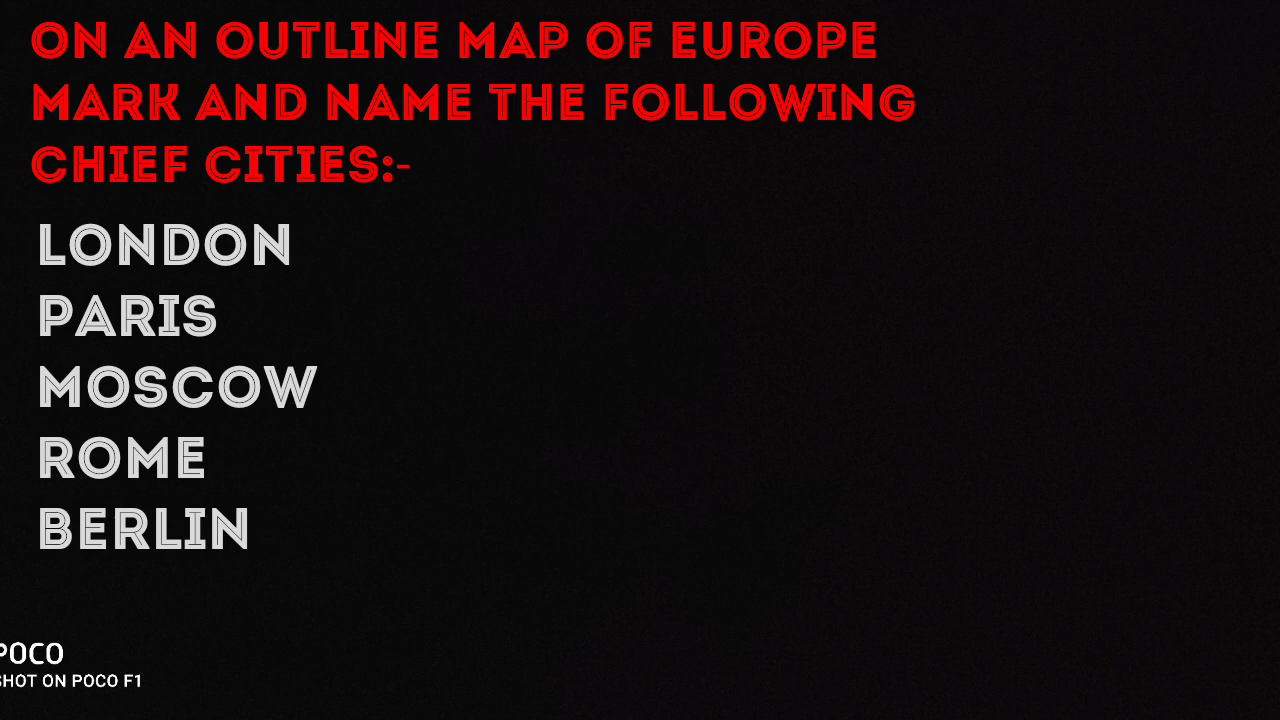 ON AN OUTLINE MAP OF EUROPE
MARK AND NAME THE FOLLOWING
CHIEF CITIES:-
LONDON
PARIS
MOSCOW
ROME
BERLIN
POCO
SHOT ON POCO F1